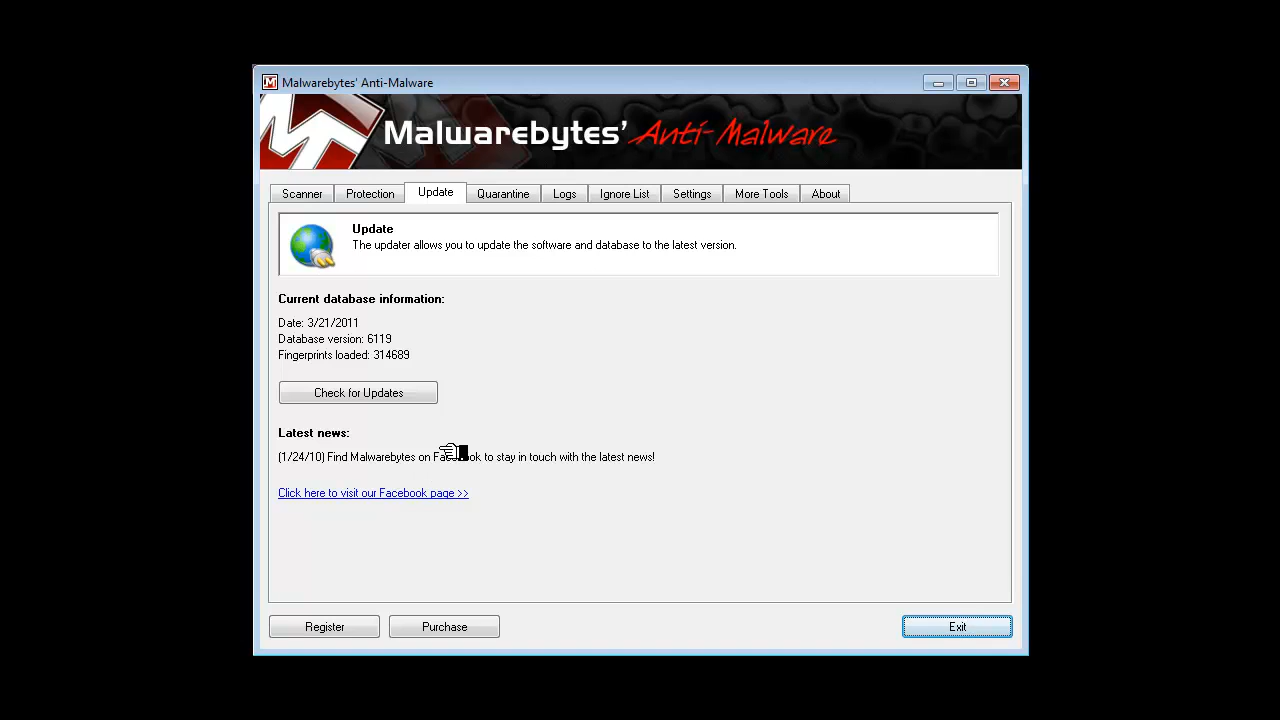 Malwarebytes' Anti-Malware
Malwarebytes' Anti-Malware
Scanner Protection Update Quarantine Logs Ignore List Settings More Tools About
Update
The updater allows you to update the software and database to the latest version.
Current database information:
Date: 3/21/2011
Database version: 6119
Fingerprints loaded: 314689
Check for Updates
Latest news:
(1/24/10) Find Malwarebytes on Facebook to stay in touch with the latest news!
Click here to visit our Facebook page >>
Register Purchase Exit